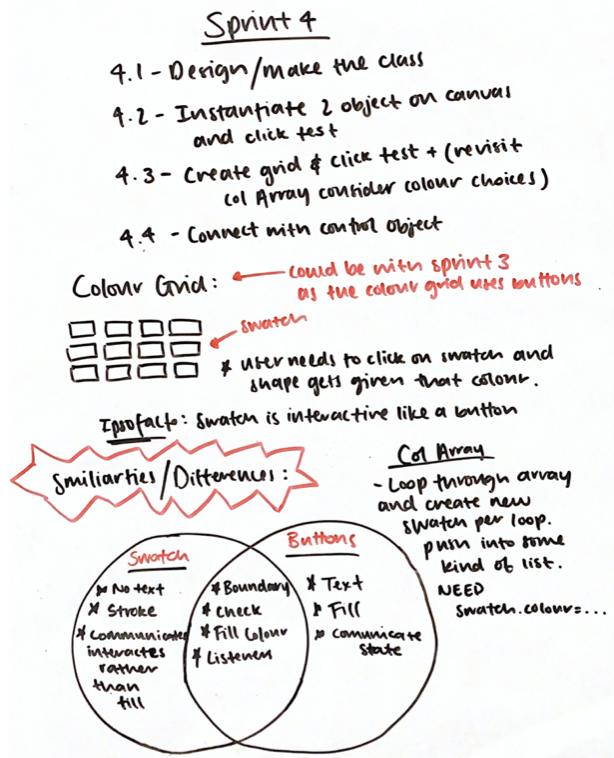 Sprint 4
4.1 - Design/make the class
4.2 - Instantiate 2 object on canvas
and click test
4.3 - Create grid & click test + (revisit
Col Array consider colour choices)
4.4 - Connect with control object
Colour Grid:
could be with sprint 3
as the colour grid uses buttons
swatch
* user needs to click on swatch and
shape gets given that colour.
Ipsofacto: Swatch is interactive like a button
Smiliarties/Differences:
Col Array
- Loop through array
and create new
swatch per loop.
push into some
kind of list.
NEED
swatch.colour=...
Swatch
* No text
* Stroke
* Communicates
interactes
rather
than
fill
* Boundary
* Check
* Fill Colour
* Listeners
Buttons
* Text
* Fill
* Comunicate
state